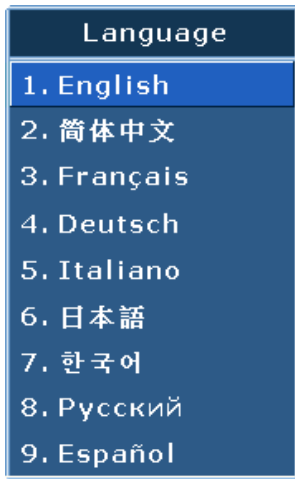 Language
1. English
2. 简体中文
3. Français
4. Deutsch
5. Italiano
6. 日本語
7. 한국어
8. Русский
9. Español